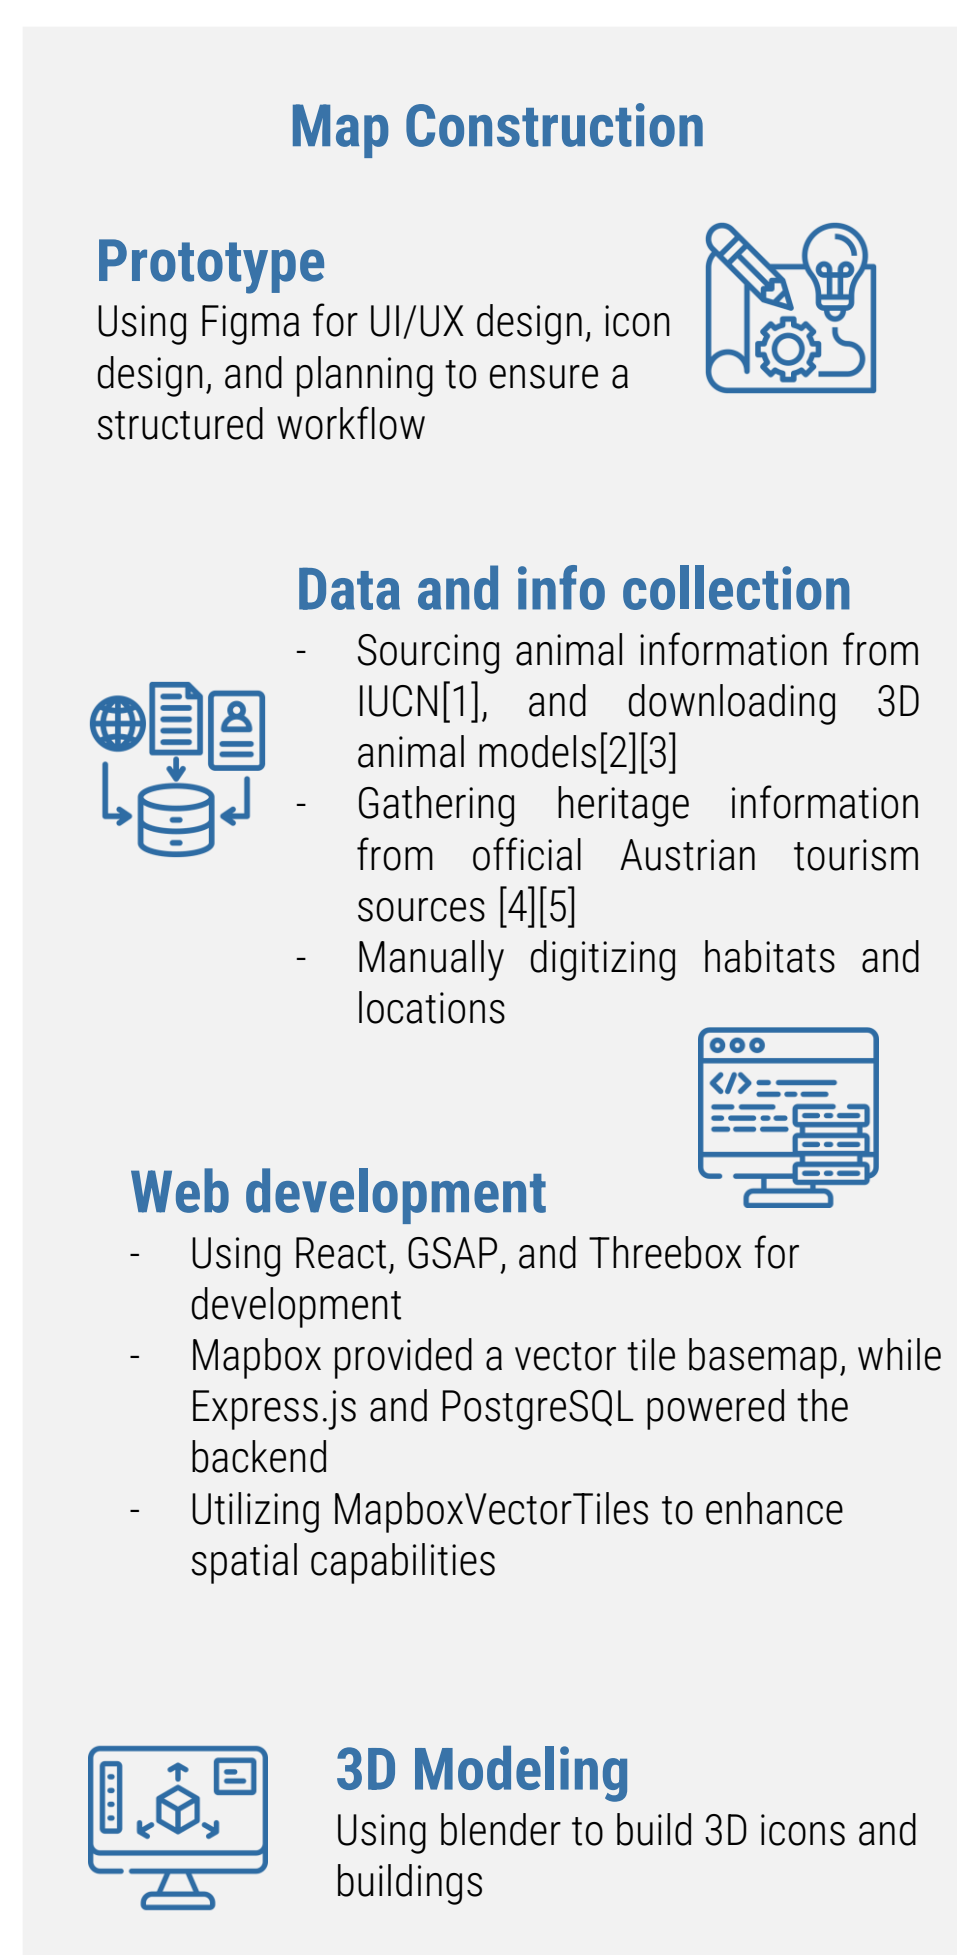 Map Construction
Prototype
Using Figma for UI/UX design, icon
design, and planning to ensure a
structured workflow
Data and info collection
- Sourcing animal information from
IUCN[1], and downloading 3D
animal models[2][3]
- Gathering heritage information
from official Austrian tourism
sources [4][5]
- Manually digitizing habitats and
locations
</>
Web development
- Using React, GSAP, and Threebox for
development
- Mapbox provided a vector tile basemap, while
Express.js and PostgreSQL powered the
backend
- Utilizing MapboxVectorTiles to enhance
spatial capabilities
3D Modeling
Using blender to build 3D icons and
buildings